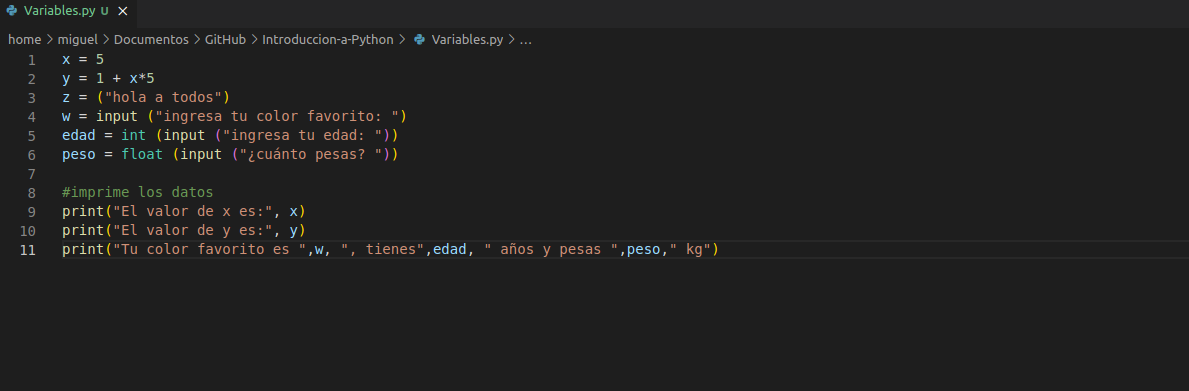 Variables.py U ×
home > miguel > Documentos > GitHub > Introduccion-a-Python > Variables.py > ...
1 x = 5
2 y = 1 + x*5
3 z = ("hola a todos")
4 w = input ("ingresa tu color favorito: ")
5 edad = int (input ("ingresa tu edad: "))
6 peso = float (input ("¿cuánto pesas? "))
7
8 #imprime los datos
9 print("El valor de x es:", x)
10 print("El valor de y es:", y)
11 print("Tu color favorito es ",w, ", tienes",edad, " años y pesas ",peso," kg")